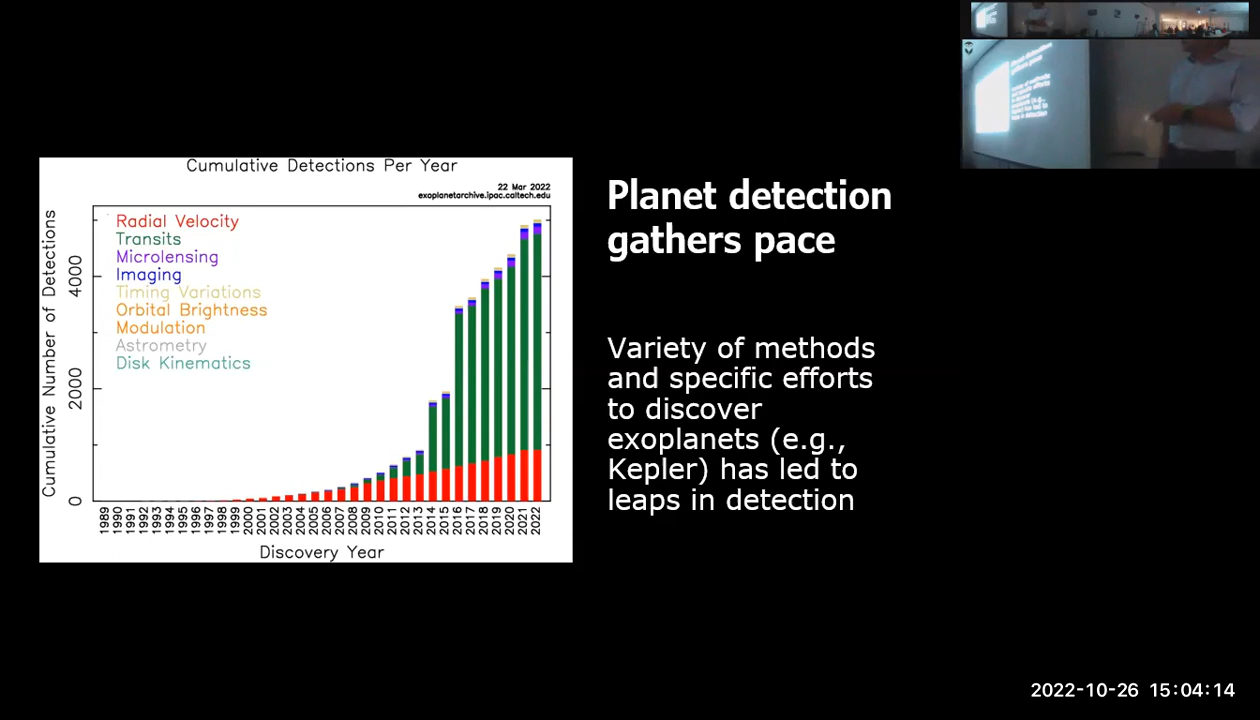 Cumulative Detections Per Year
22 Mar 2022
exoplanetarchive.ipac.caltech.edu
Cumulative Number of Detections
4000
2000
0
Radial Velocity
Transits
Microlensing
Imaging
Timing Variations
Orbital Brightness
Modulation
Astrometry
Disk Kinematics
1989
1990
1991
1992
1993
1994
1995
1996
1997
1998
1999
2000
2001
2002
2003
2004
2005
2006
2007
2008
2009
2010
2011
2012
2013
2014
2015
2016
2017
2018
2019
2020
2021
2022
Discovery Year
Planet detection
gathers pace
Variety of methods
and specific efforts
to discover
exoplanets (e.g.,
Kepler) has led to
leaps in detection
Planet detection
gathers pace
2022-10-26 15:04:14